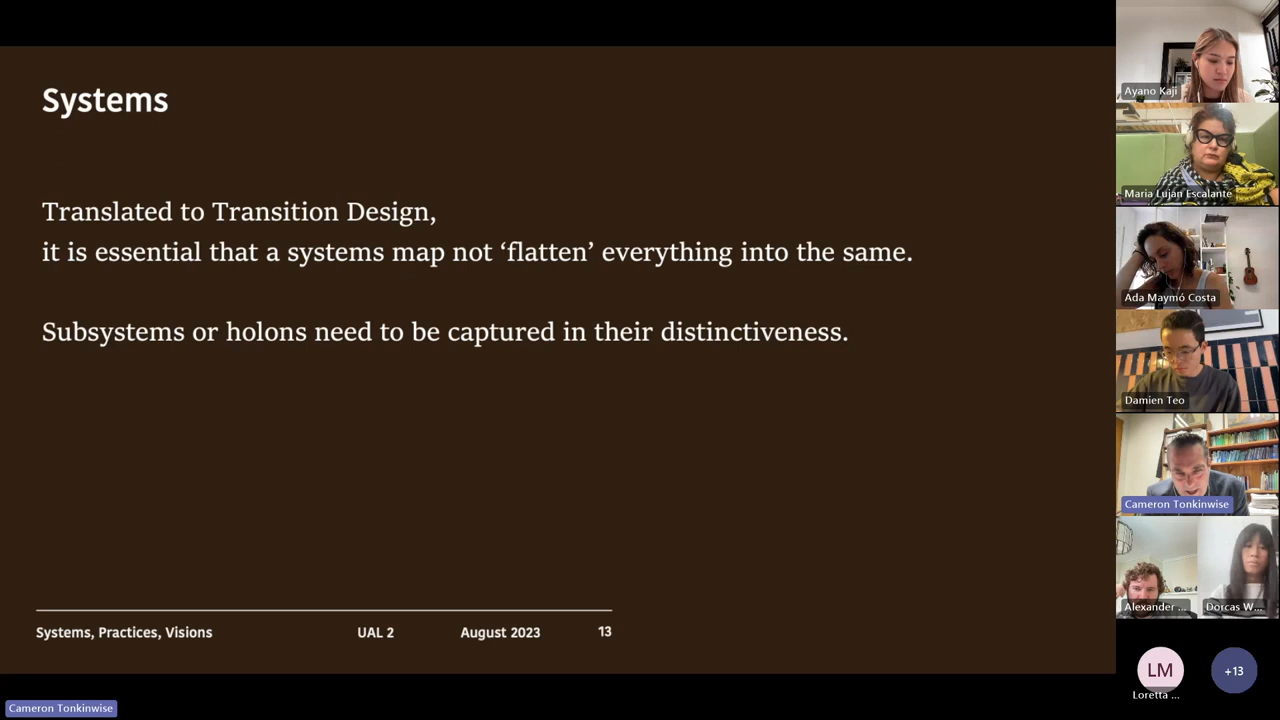 Systems
Translated to Transition Design,
it is essential that a systems map not ‘flatten’ everything into the same.
Subsystems or holons need to be captured in their distinctiveness.
Systems, Practices, Visions
UAL 2
August 2023
13
Cameron Tonkinwise
Ayano Kaji
Maria Luján Escalante
Ada Maymó Costa
Damien Teo
Cameron Tonkinwise
Alexander ...
Dorcas W...
LM
Loretta ...
+13